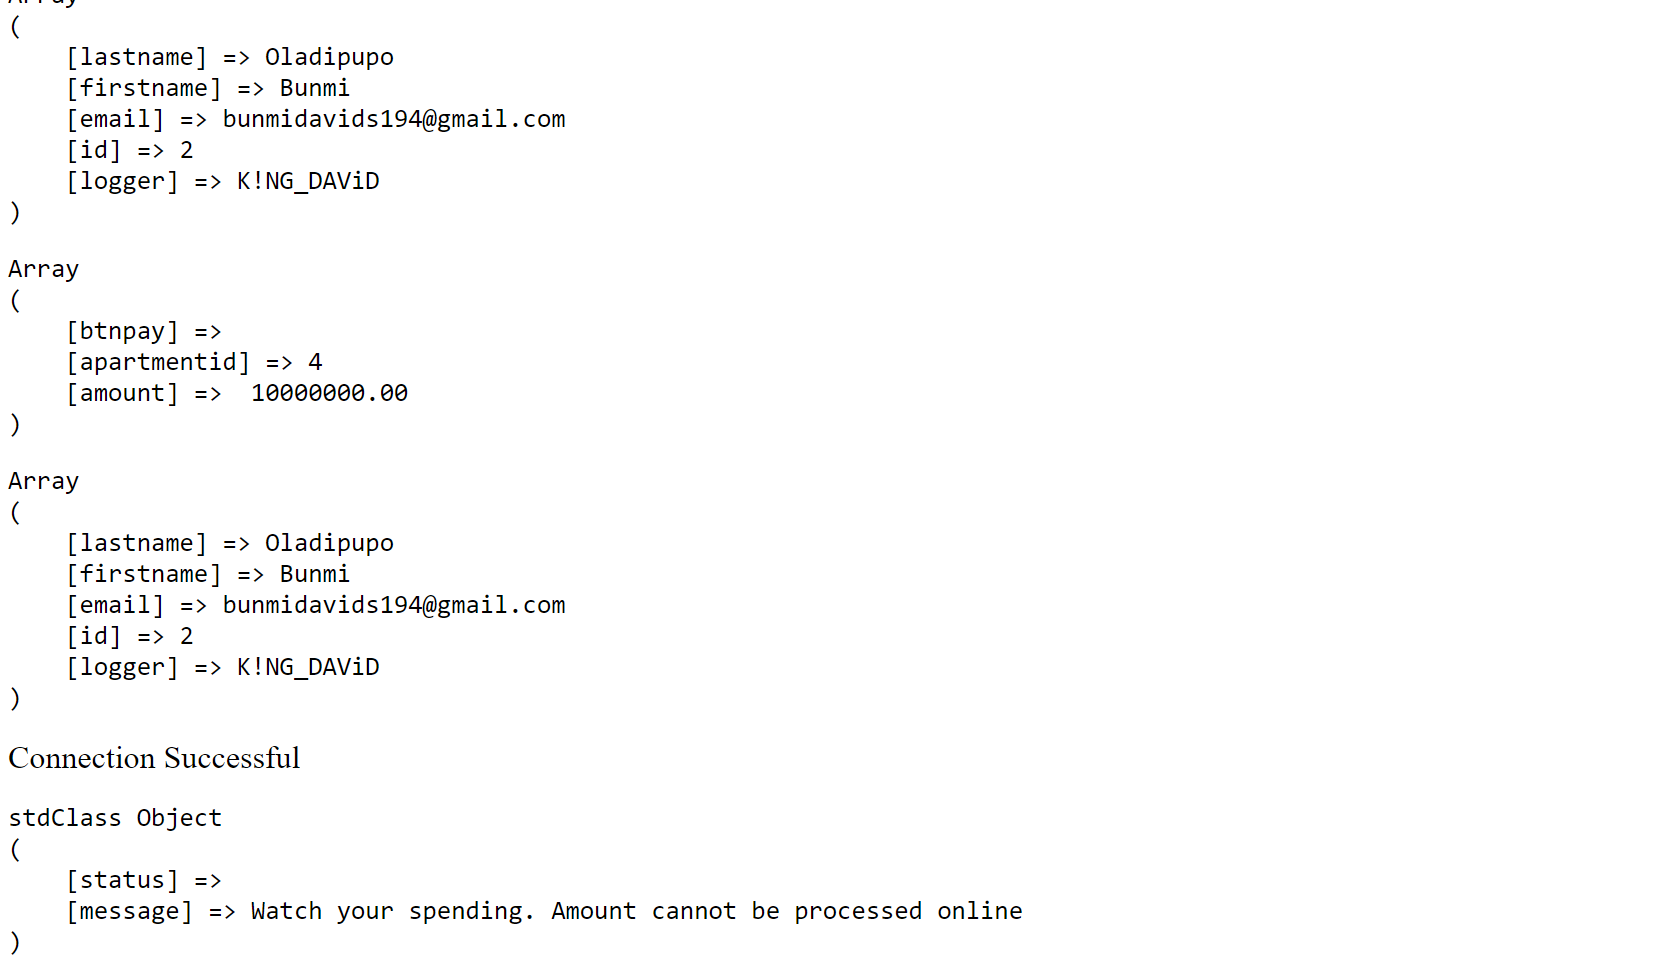 Array
(
    [lastname] => Oladipupo
    [firstname] => Bunmi
    [email] => bunmidavids194@gmail.com
    [id] => 2
    [logger] => K!NG_DAViD
)
Array
(
    [btnpay] =>
    [apartmentid] => 4
    [amount] =>  10000000.00
)
Array
(
    [lastname] => Oladipupo
    [firstname] => Bunmi
    [email] => bunmidavids194@gmail.com
    [id] => 2
    [logger] => K!NG_DAViD
)
Connection Successful
stdClass Object
(
    [status] =>
    [message] => Watch your spending. Amount cannot be processed online
)